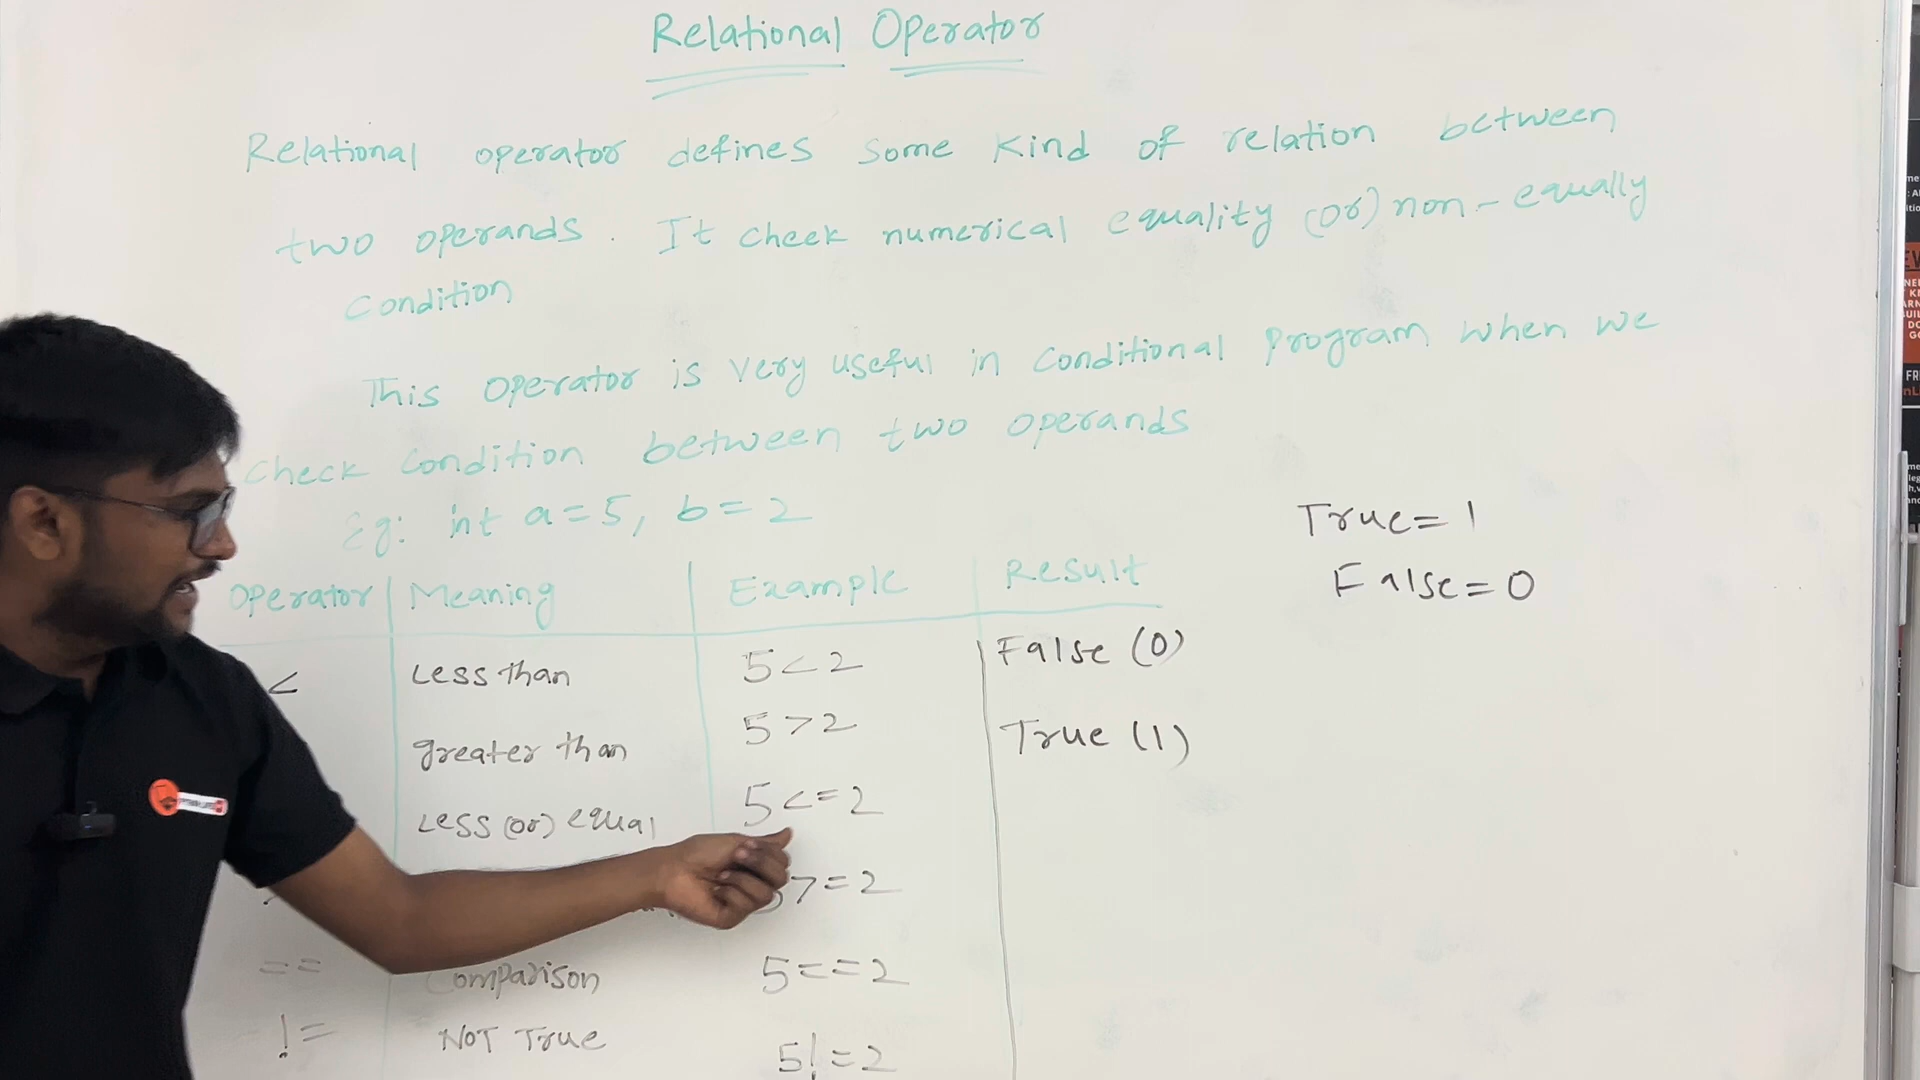 Relational Operator
Relational operator defines some kind of relation between
two operands. It cheek numerical equality (or) non-equally
condition
This operator is very useful in conditional program when we
check condition between two operands
Eg: int a=5, b=2
True=1
False=0
Operator Meaning Example Result
< Less than 5<2 False (0)
greater than 5>2 True (1)
Less (or) equal 5<=2
>=2
== Comparison 5==2
!= NOT True 5!=2